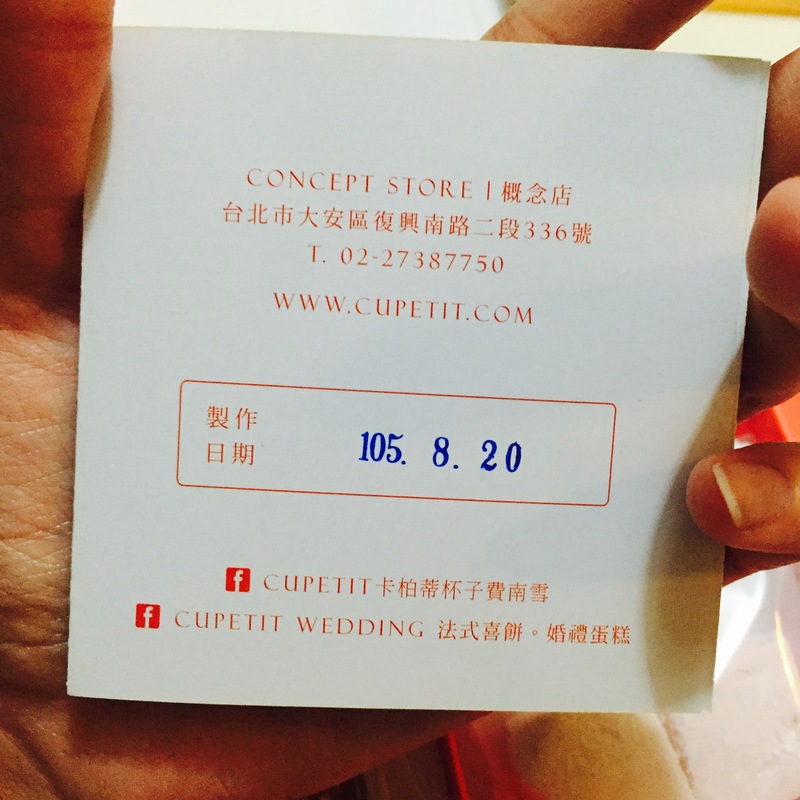 CONCEPT STORE | 概念店
台北市大安區復興南路二段336號
T. 02-27387750
WWW.CUPETIT.COM
製作
日期
105. 8. 20
f CUPETIT卡柏蒂杯子費南雪
f CUPETIT WEDDING 法式喜餅。婚禮蛋糕